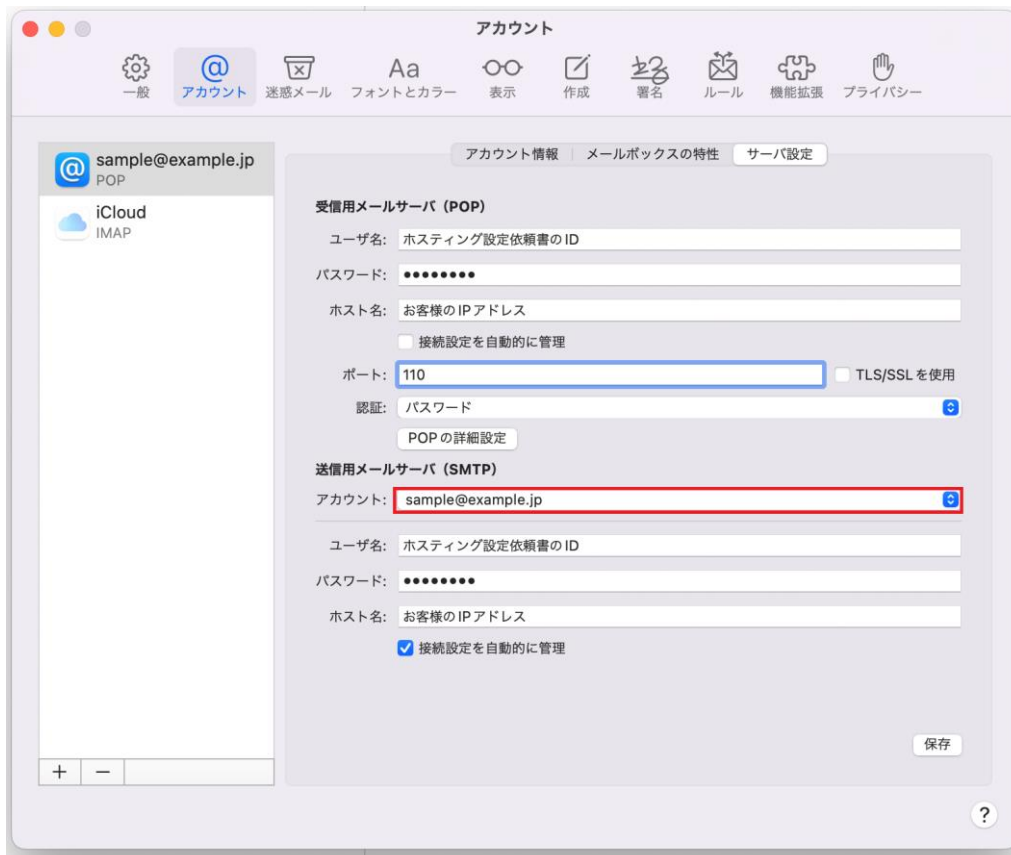 アカウント
一般 アカウント 迷惑メール フォントとカラー 表示 作成 署名 ルール 機能拡張 プライバシー
sample@example.jp
POP
iCloud
IMAP
アカウント情報 メールボックスの特性 サーバ設定
受信用メールサーバ（POP）
ユーザ名: ホスティング設定依頼書のID
パスワード: ••••••••
ホスト名: お客様のIPアドレス
接続設定を自動的に管理
ポート: 110 TLS/SSLを使用
認証: パスワード
POPの詳細設定
送信用メールサーバ（SMTP）
アカウント: sample@example.jp
ユーザ名: ホスティング設定依頼書のID
パスワード: ••••••••
ホスト名: お客様のIPアドレス
接続設定を自動的に管理
保存
+ −
?